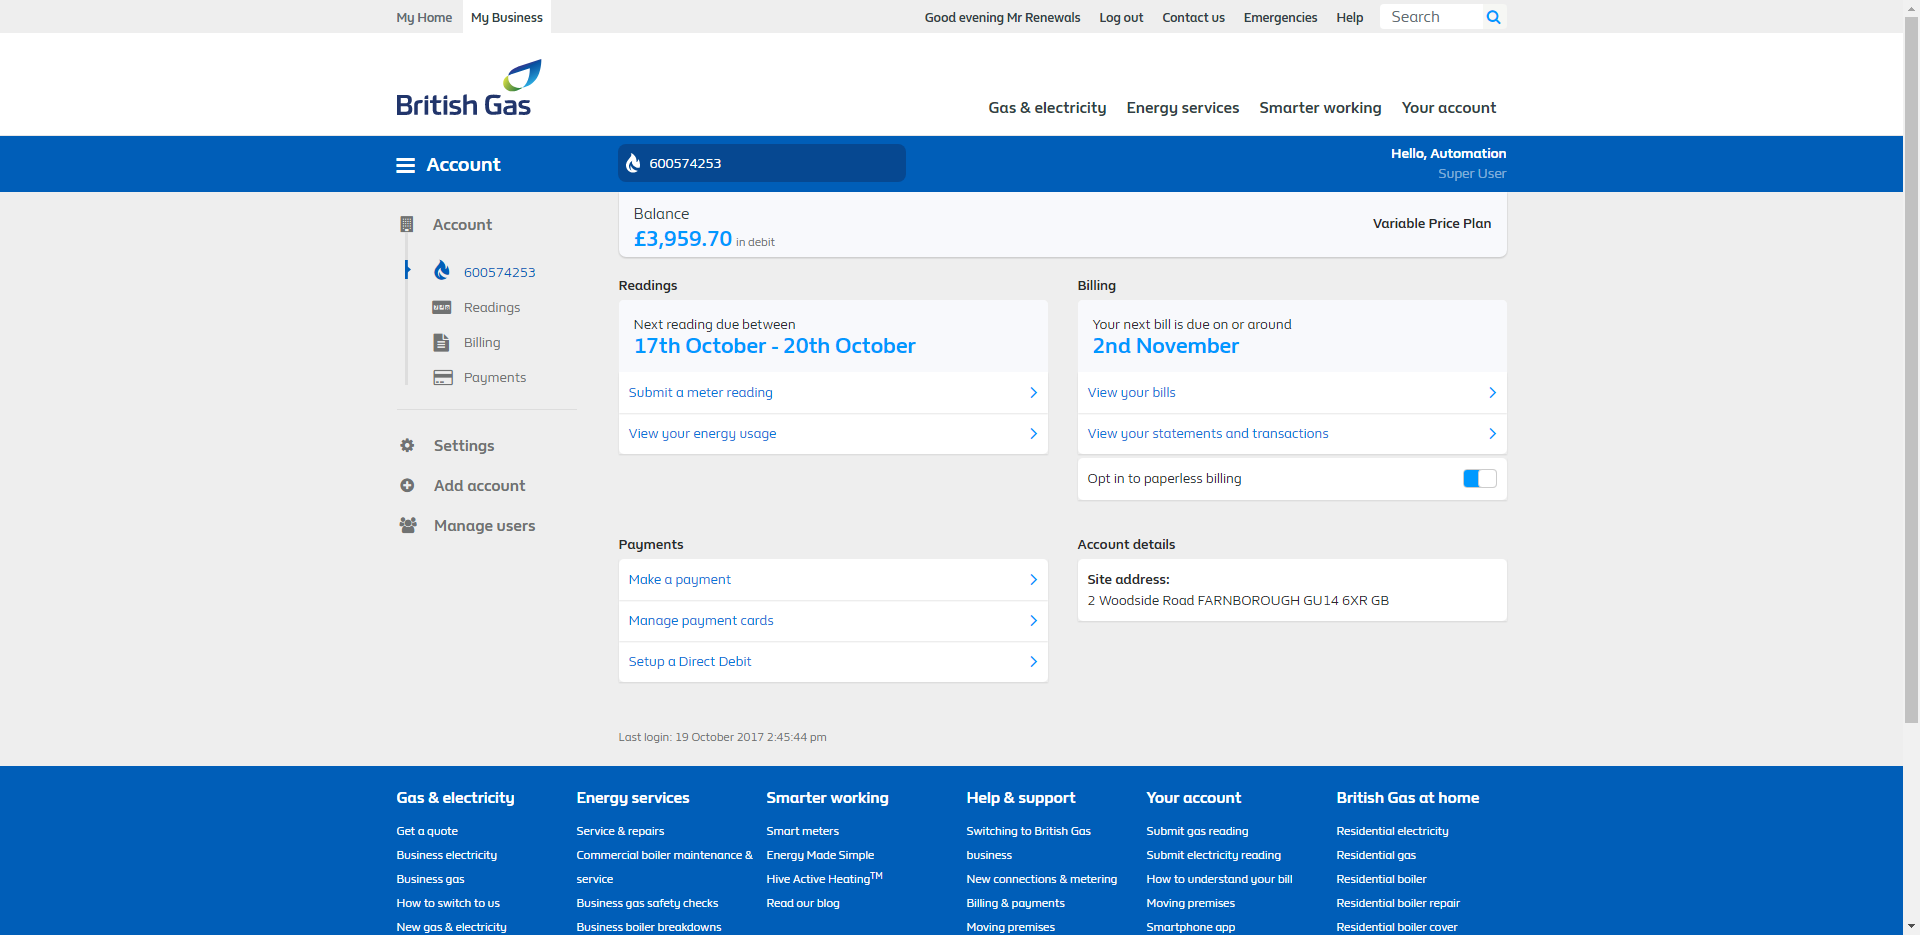 My Home
My Business
Good evening Mr Renewals
Log out
Contact us
Emergencies
Help
Search
British Gas
Gas & electricity
Energy services
Smarter working
Your account
Account
600574253
Hello, Automation
Super User
Account
600574253
Readings
Billing
Payments
Settings
Add account
Manage users
Balance
£3,959.70 in debit
Variable Price Plan
Readings
Next reading due between
17th October - 20th October
Submit a meter reading
View your energy usage
Billing
Your next bill is due on or around
2nd November
View your bills
View your statements and transactions
Opt in to paperless billing
Payments
Make a payment
Manage payment cards
Setup a Direct Debit
Account details
Site address:
2 Woodside Road FARNBOROUGH GU14 6XR GB
Last login: 19 October 2017 2:45:44 pm
Gas & electricity
Get a quote
Business electricity
Business gas
How to switch to us
New gas & electricity
Energy services
Service & repairs
Commercial boiler maintenance &
service
Business gas safety checks
Business boiler breakdowns
Smarter working
Smart meters
Energy Made Simple
Hive Active Heating™
Read our blog
Help & support
Switching to British Gas
business
New connections & metering
Billing & payments
Moving premises
Your account
Submit gas reading
Submit electricity reading
How to understand your bill
Moving premises
Smartphone app
British Gas at home
Residential electricity
Residential gas
Residential boiler
Residential boiler repair
Residential boiler cover